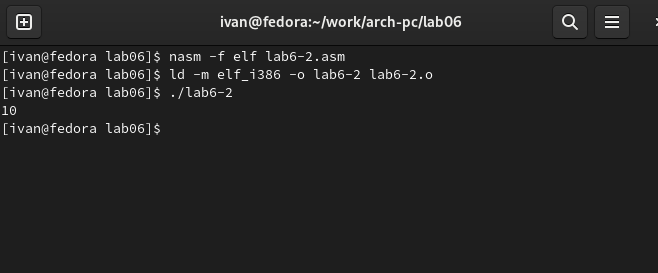 ivan@fedora:~/work/arch-pc/lab06
[ivan@fedora lab06]$ nasm -f elf lab6-2.asm
[ivan@fedora lab06]$ ld -m elf_i386 -o lab6-2 lab6-2.o
[ivan@fedora lab06]$ ./lab6-2
10
[ivan@fedora lab06]$